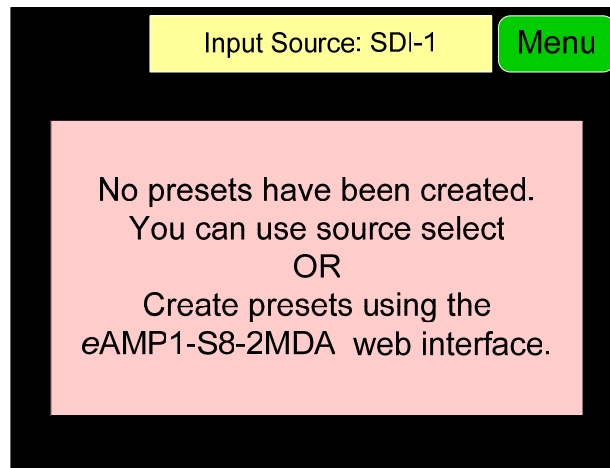 Input Source: SDI-1
Menu
No presets have been created.
You can use source select
OR
Create presets using the
eAMP1-S8-2MDA web interface.